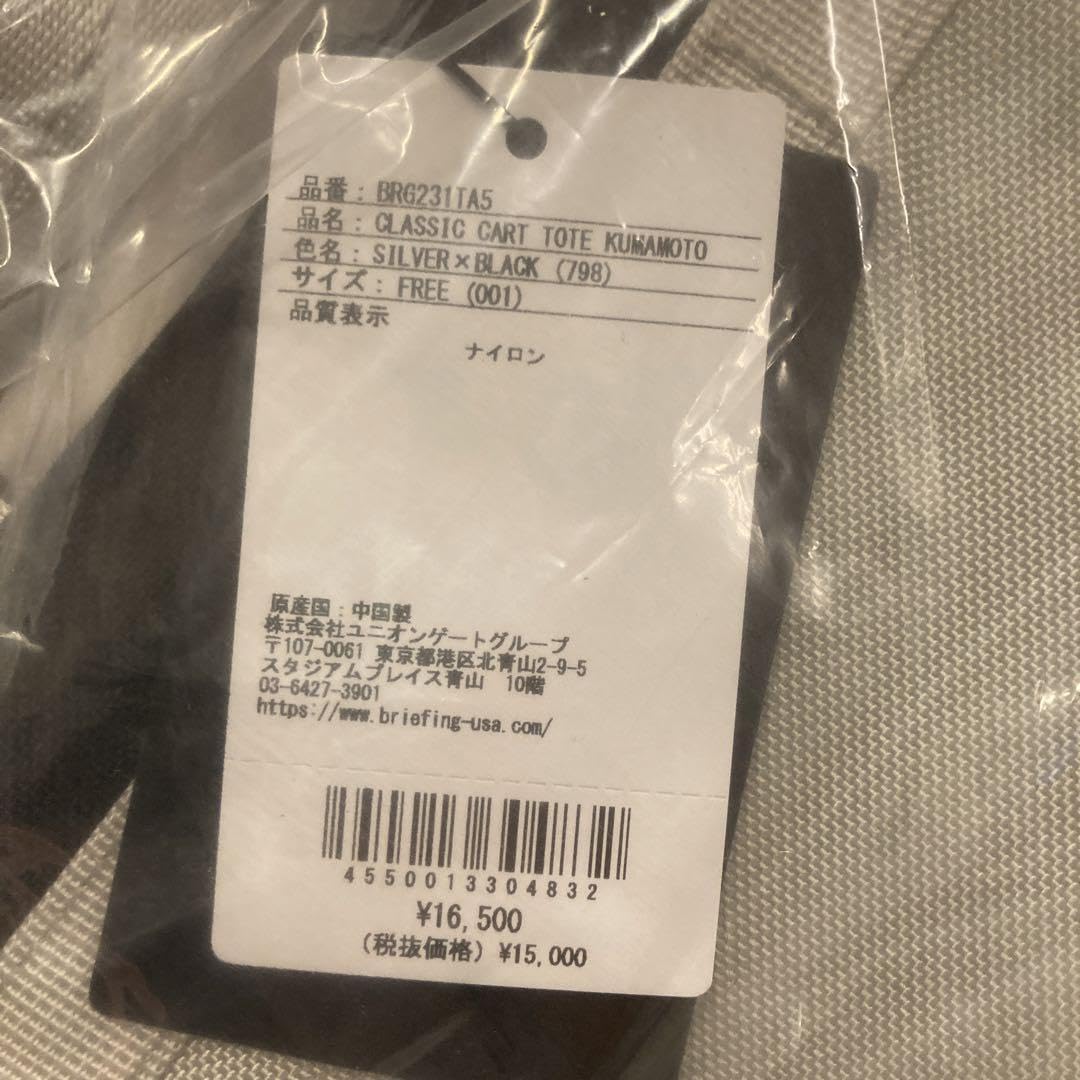 品番：BRG231TA5
品名：CLASSIC CART TOTE KUMAMOTO
色名：SILVER×BLACK (798)
サイズ：FREE (001)
品質表示
ナイロン
原産国：中国製
株式会社ユニオンゲートグループ
〒107-0061 東京都港区北青山2-9-5
スタジアムプレイス青山　10階
03-6427-3901
https://www.briefing-usa.com/
4550013304832
¥16,500
（税抜価格）¥15,000